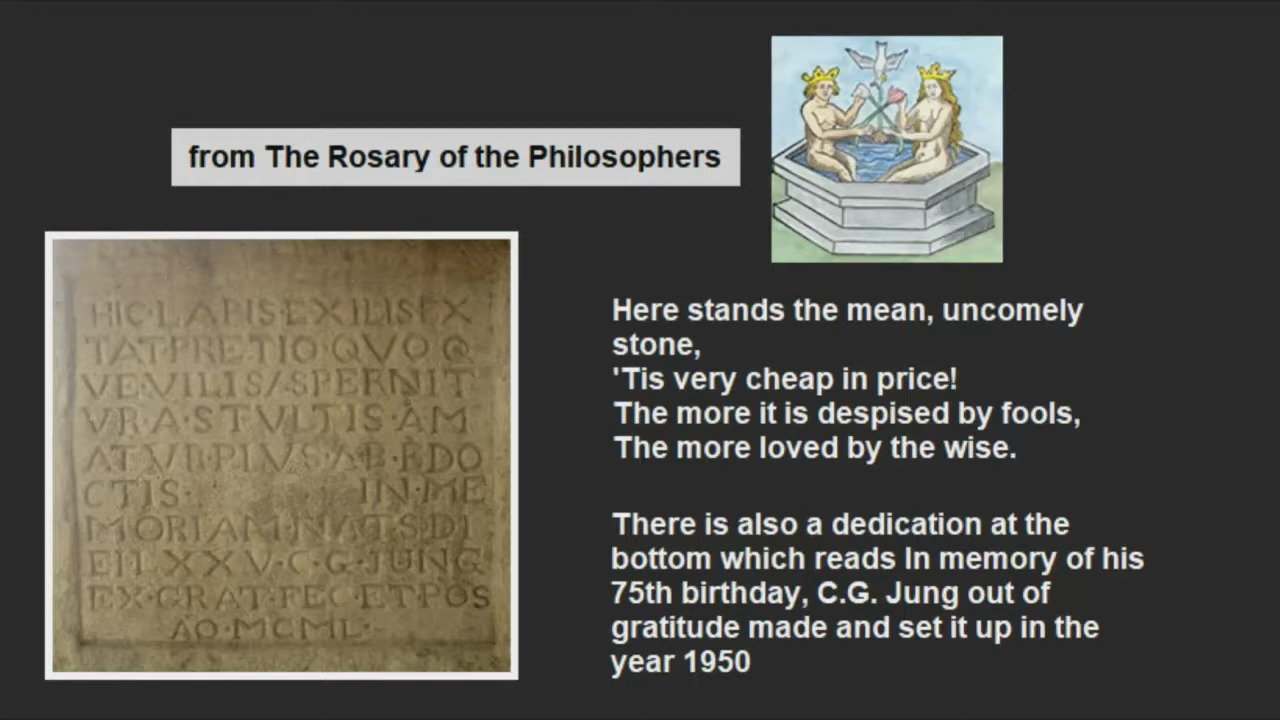 from The Rosary of the Philosophers
HIC·LAPIS·EXILIS·EX
TAT·PRETIO·QVOQ
VE·VILIS/·SPERNIT
VR·A·STVLTIS·AM
ATVR·PLVS·AB·EDO
CTIS· IN·ME
MORIAM·NAT·S·DI
EII·LXXV·C·G·JUNG
EX·GRAT·FEC·ET·POS
AO·MCML·
Here stands the mean, uncomely
stone,
'Tis very cheap in price!
The more it is despised by fools,
The more loved by the wise.
There is also a dedication at the
bottom which reads In memory of his
75th birthday, C.G. Jung out of
gratitude made and set it up in the
year 1950